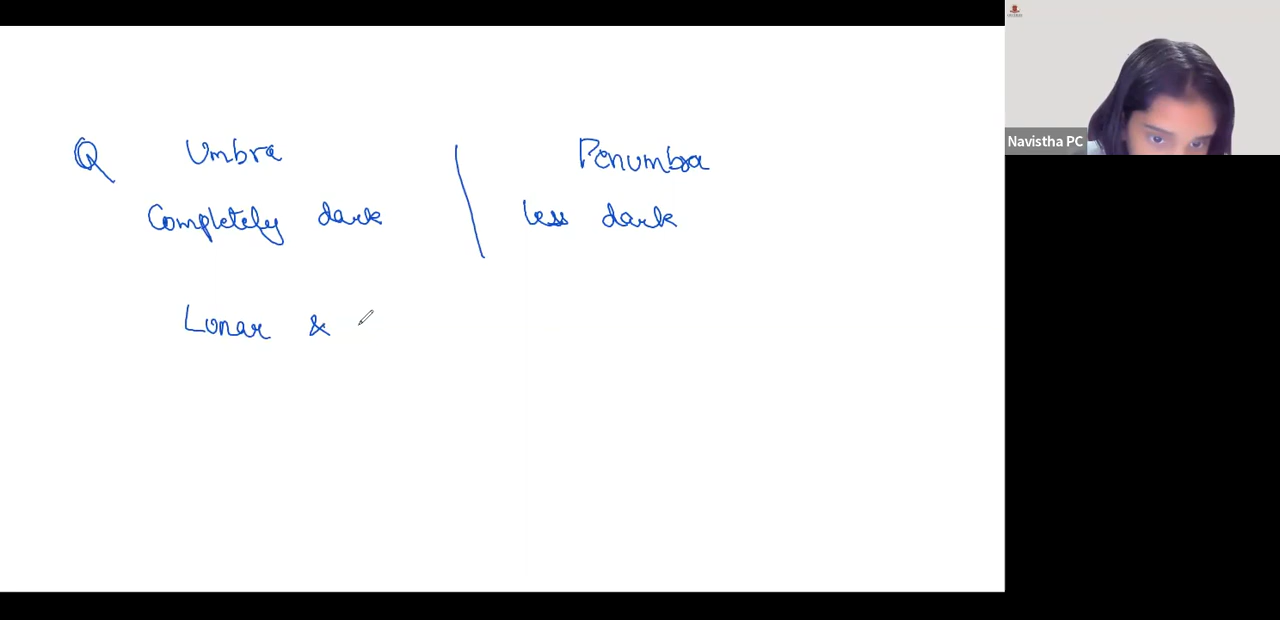 Q Umbra Penumbra
Completely dark less dark
Lunar &
Navistha PC